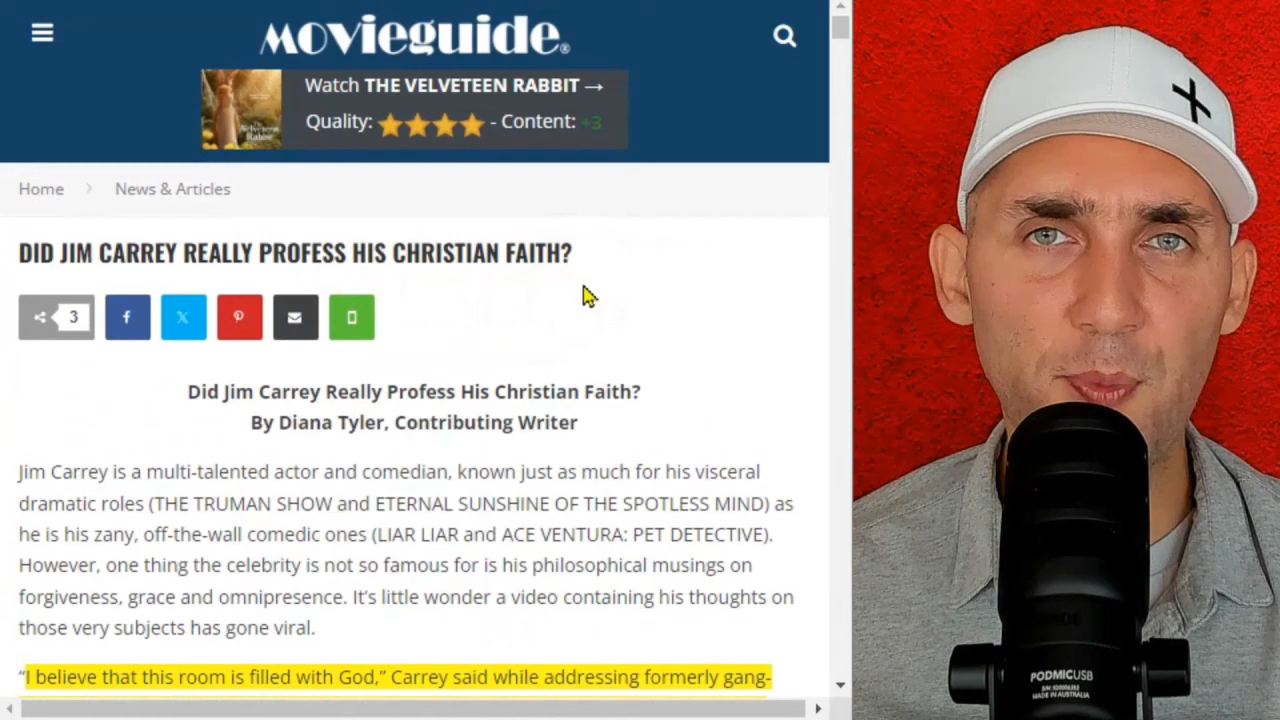 movieguide®
Watch THE VELVETEEN RABBIT →
Quality: - Content: +3
Home > News & Articles
DID JIM CARREY REALLY PROFESS HIS CHRISTIAN FAITH?
3
Did Jim Carrey Really Profess His Christian Faith?
By Diana Tyler, Contributing Writer
Jim Carrey is a multi-talented actor and comedian, known just as much for his visceral
dramatic roles (THE TRUMAN SHOW and ETERNAL SUNSHINE OF THE SPOTLESS MIND) as
he is his zany, off-the-wall comedic ones (LIAR LIAR and ACE VENTURA: PET DETECTIVE).
However, one thing the celebrity is not so famous for is his philosophical musings on
forgiveness, grace and omnipresence. It’s little wonder a video containing his thoughts on
those very subjects has gone viral.
“I believe that this room is filled with God,” Carrey said while addressing formerly gang-
PODMICUSB
MADE IN AUSTRALIA